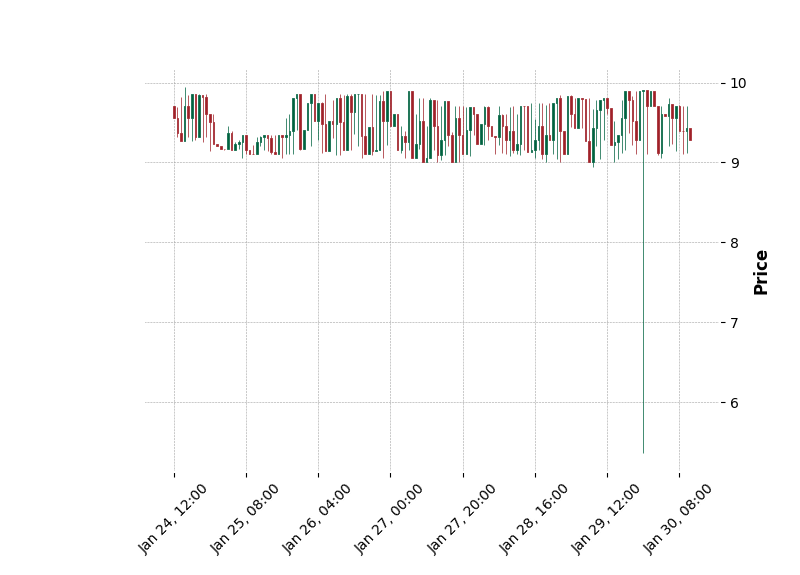 10
9
8
7
6
Price
Jan 24, 12:00
Jan 25, 08:00
Jan 26, 04:00
Jan 27, 00:00
Jan 27, 20:00
Jan 28, 16:00
Jan 29, 12:00
Jan 30, 08:00